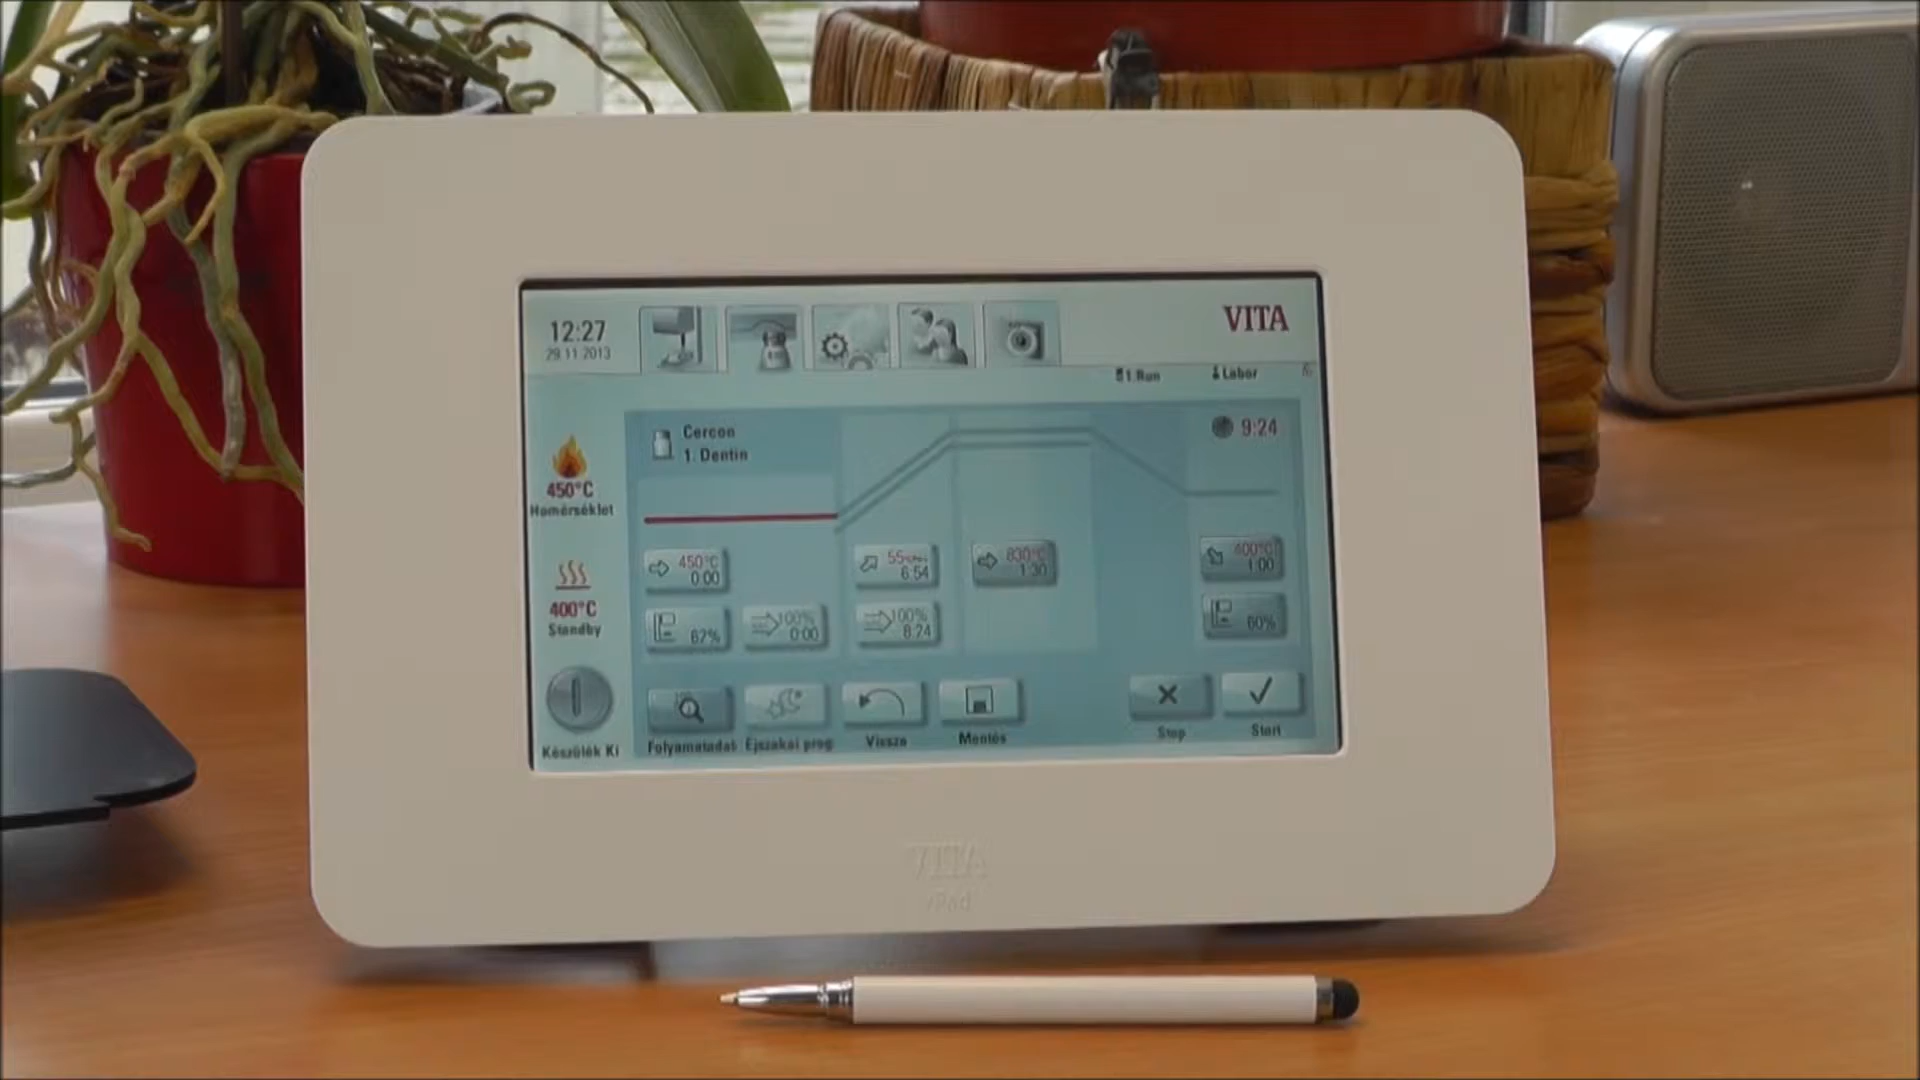 12:27
29.11.2013
VITA
1.Run
Labor
Cercon
1. Dentin
9:24
450°C
Homérséklet
450°C
0:00
6:54
830°C
1:30
400°C
1:00
400°C
Standby
62%
100%
0:00
100%
8:24
60%
Készülék Ki
Folyamatadat
Éjszakai prog
Vissza
Mentés
Stop
Start
VITA
vPad